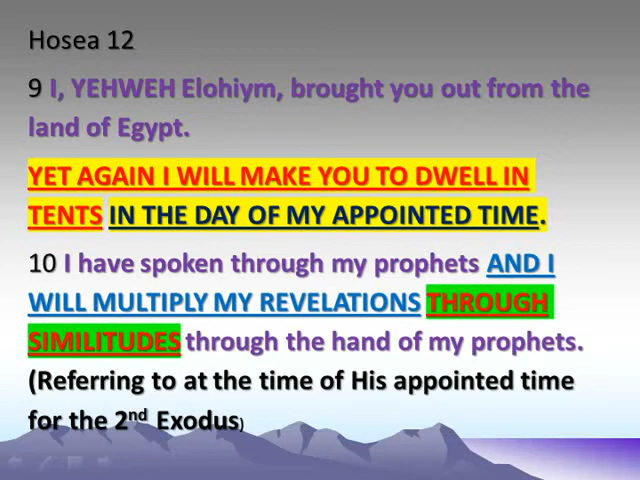 Hosea 12
9 I, YEHWEH Elohiym, brought you out from the
land of Egypt.
YET AGAIN I WILL MAKE YOU TO DWELL IN
TENTS IN THE DAY OF MY APPOINTED TIME.
10 I have spoken through my prophets AND I
WILL MULTIPLY MY REVELATIONS THROUGH
SIMILITUDES through the hand of my prophets.
(Referring to at the time of His appointed time
for the 2nd Exodus)